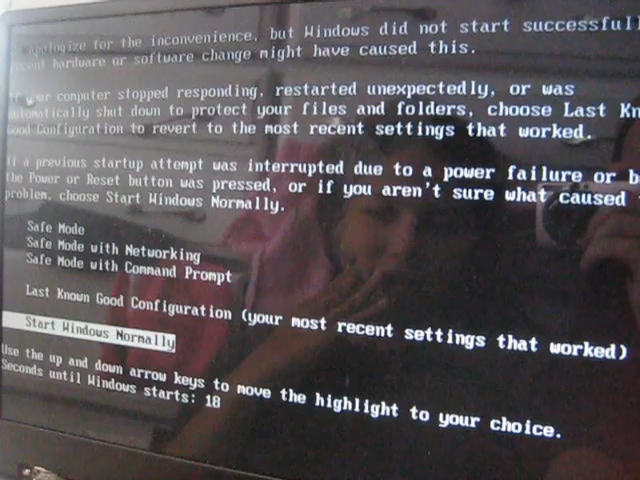 apologize for the inconvenience, but Windows did not start successfull
recent hardware or software change might have caused this.
If your computer stopped responding, restarted unexpectedly, or was
automatically shut down to protect your files and folders, choose Last Kn
Good Configuration to revert to the most recent settings that worked.
If a previous startup attempt was interrupted due to a power failure or b
the Power or Reset button was pressed, or if you aren't sure what caused t
problem, choose Start Windows Normally.
Safe Mode
Safe Mode with Networking
Safe Mode with Command Prompt
Last Known Good Configuration (your most recent settings that worked)
Start Windows Normally
Use the up and down arrow keys to move the highlight to your choice.
Seconds until Windows starts: 18